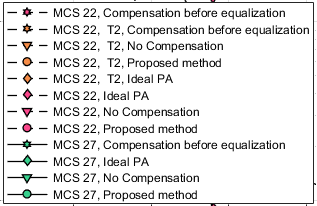 MCS 22, Compensation before equalization
MCS 22, T2, Compensation before equalization
MCS 22, T2, No Compensation
MCS 22, T2, Proposed method
MCS 22, T2, Ideal PA
MCS 22, Ideal PA
MCS 22, No Compensation
MCS 22, Proposed method
MCS 27, Compensation before equalization
MCS 27, Ideal PA
MCS 27, No Compensation
MCS 27, Proposed method